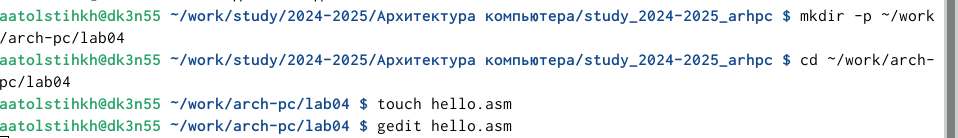 aatolstihkh@dk3n55 ~/work/study/2024-2025/Архитектура компьютера/study_2024-2025_arhpc $ mkdir -p ~/work
/arch-pc/lab04
aatolstihkh@dk3n55 ~/work/study/2024-2025/Архитектура компьютера/study_2024-2025_arhpc $ cd ~/work/arch-
pc/lab04
aatolstihkh@dk3n55 ~/work/arch-pc/lab04 $ touch hello.asm
aatolstihkh@dk3n55 ~/work/arch-pc/lab04 $ gedit hello.asm